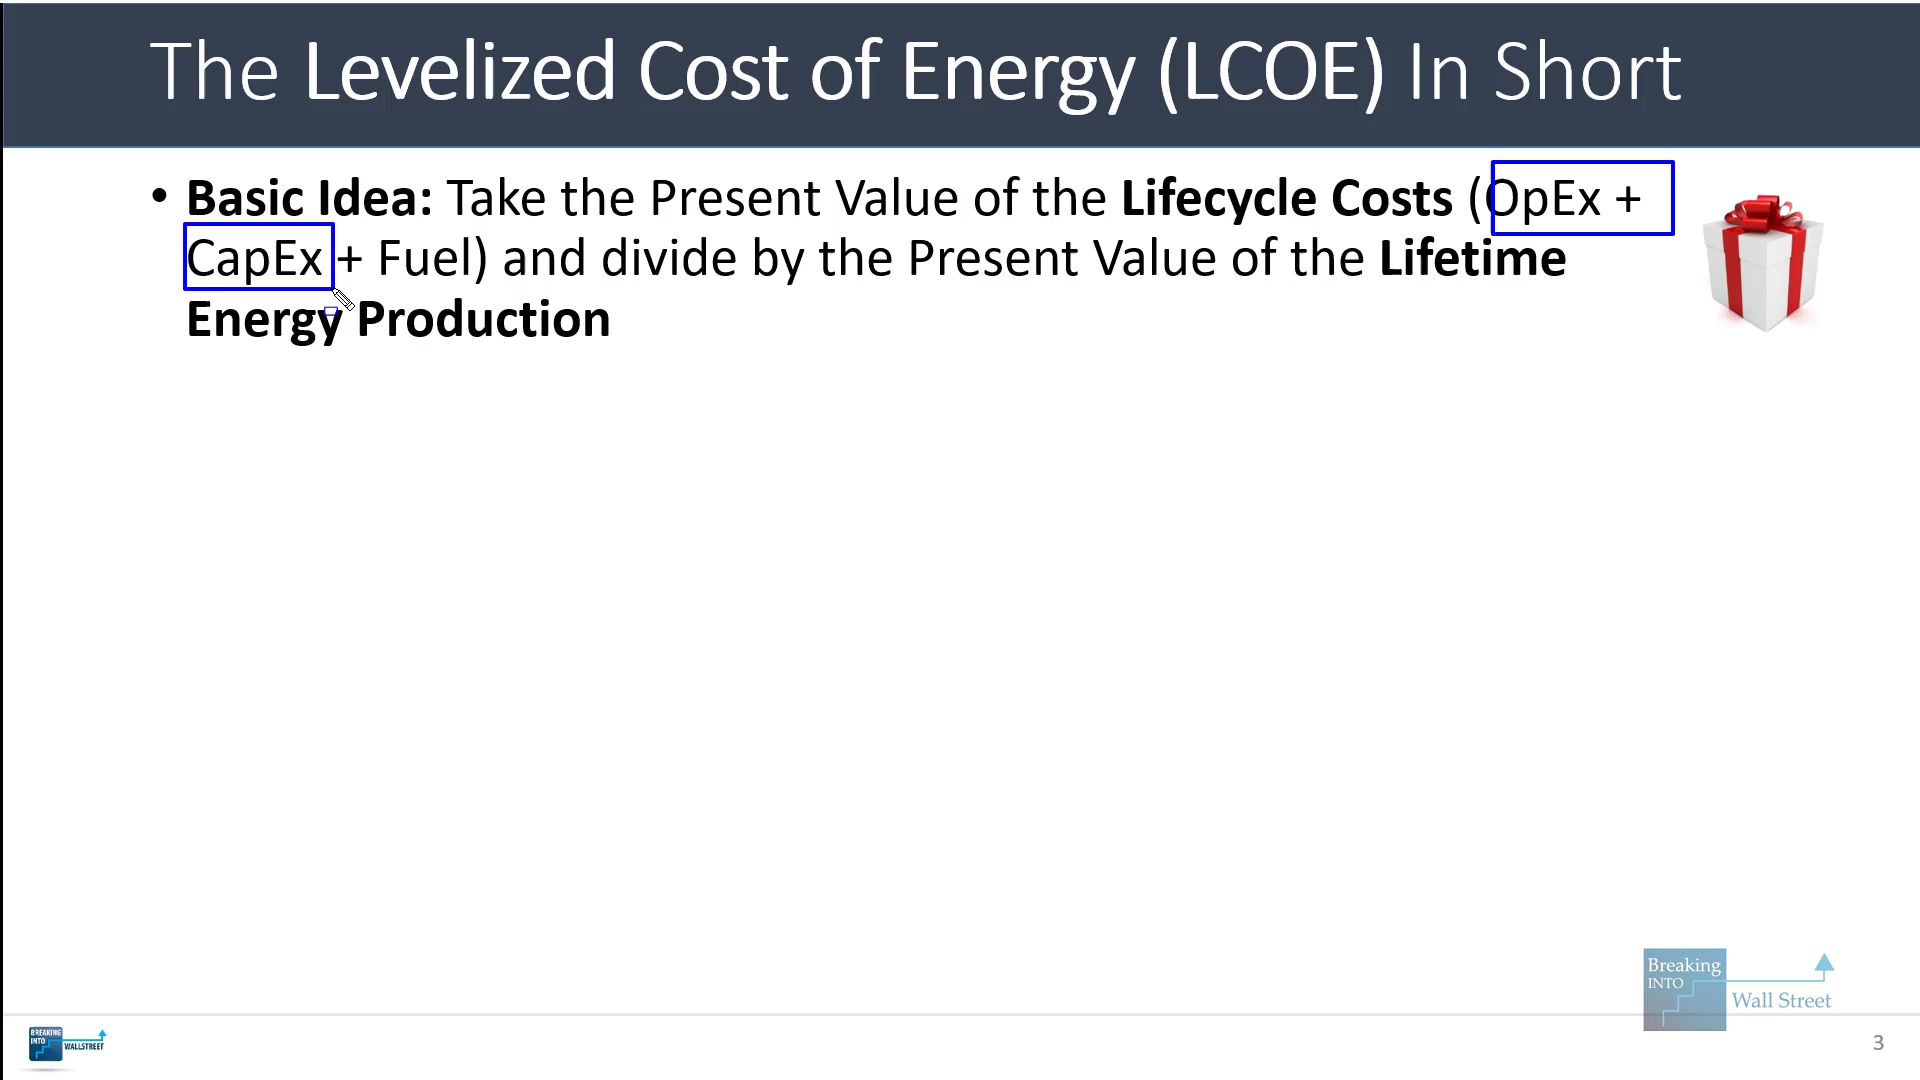 The Levelized Cost of Energy (LCOE) In Short
• Basic Idea: Take the Present Value of the Lifecycle Costs (OpEx +
CapEx + Fuel) and divide by the Present Value of the Lifetime
Energy Production
Breaking
INTO
Wall Street
BREAKING
INTO
WALLSTREET
3